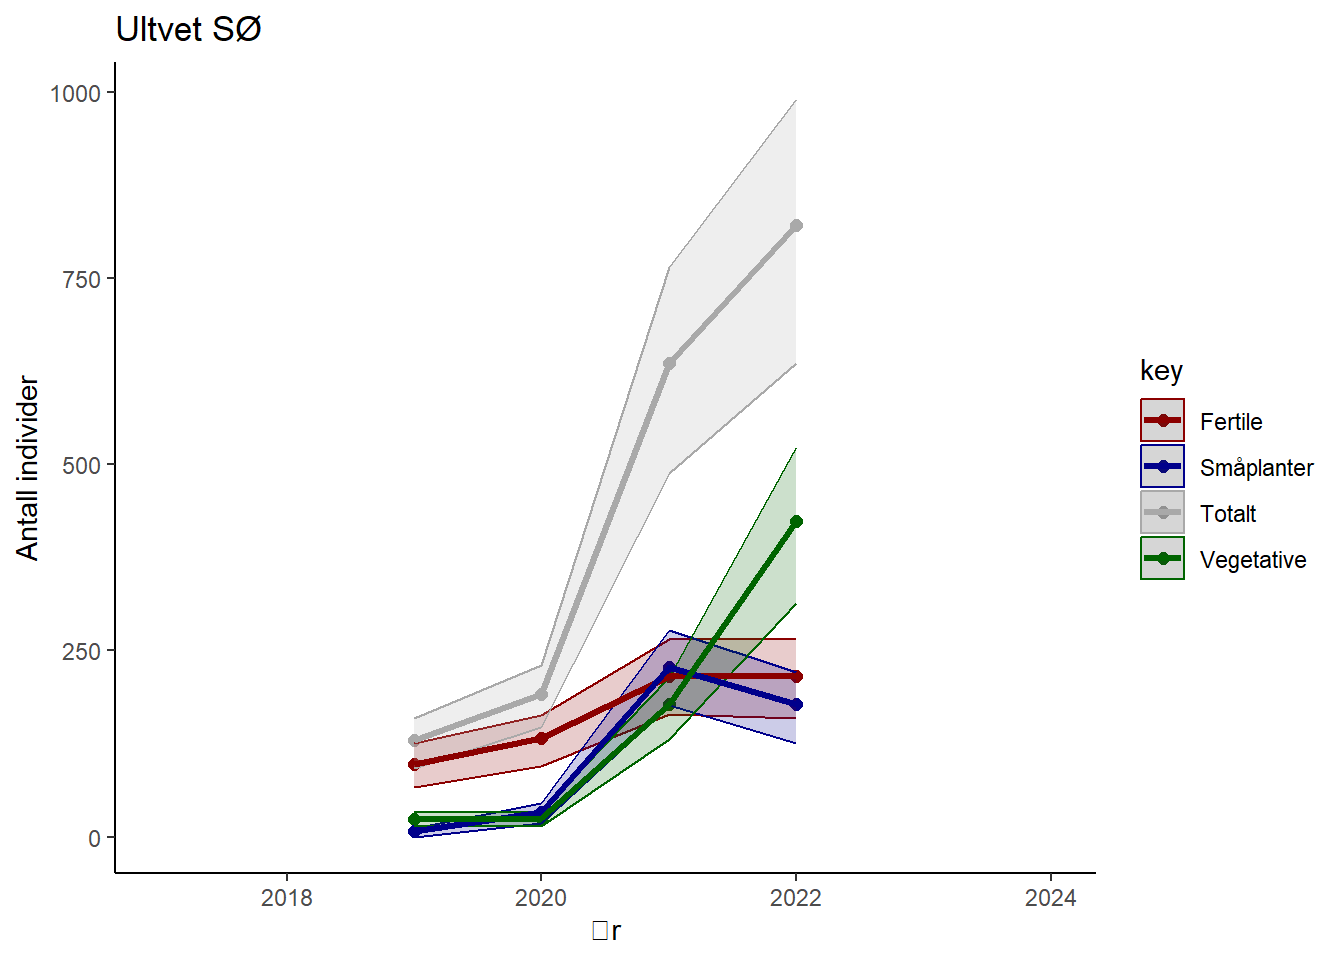 Ultvet SØ
1000
750
500
250
0
Antall individer
2018 2020 2022 2024
□r
key
Fertile
Småplanter
Totalt
Vegetative